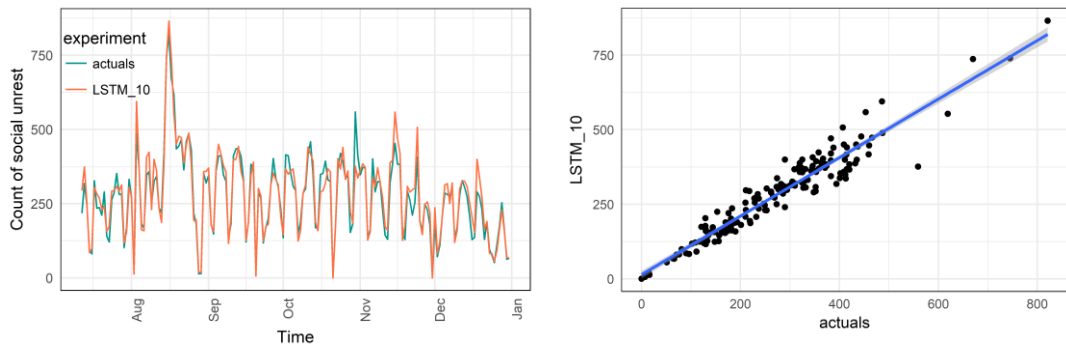 experiment
actuals
LSTM_10
Count of social unrest
750
500
250
0
Aug
Sep
Oct
Nov
Dec
Jan
Time
LSTM_10
750
500
250
0
0
200
400
600
800
actuals